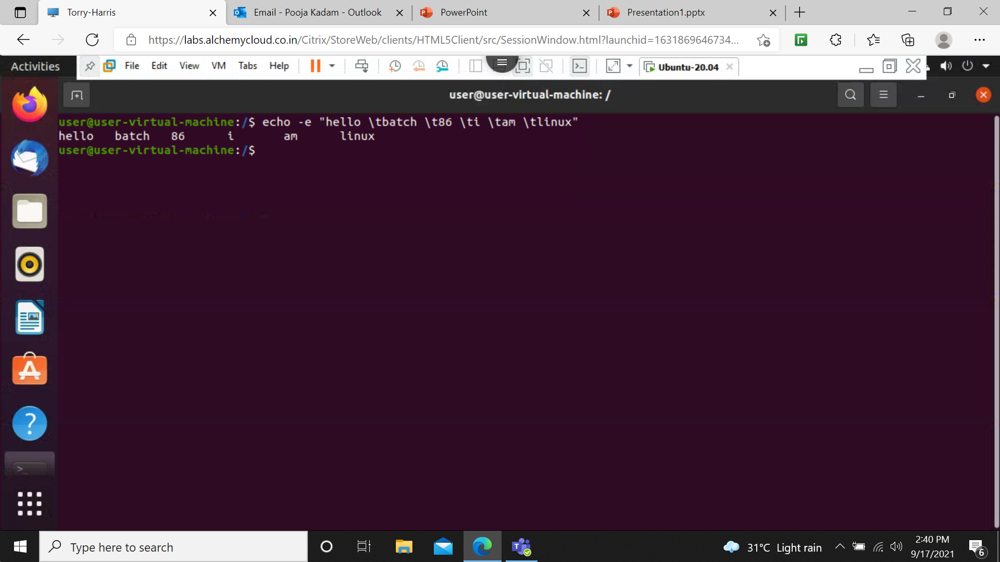 Torry-Harris
Email - Pooja Kadam - Outlook
PowerPoint
Presentation1.pptx
https://labs.alchemycloud.co.in/Citrix/StoreWeb/clients/HTML5Client/src/SessionWindow.html?launchid=1631869646734...
Activities
File Edit View VM Tabs Help
Ubuntu-20.04
user@user-virtual-machine: /
user@user-virtual-machine:/$ echo -e "hello \tbatch \t86 \ti \tam \tlinux"
hello batch 86 i am linux
user@user-virtual-machine:/$
Type here to search
31°C Light rain
2:40 PM
9/17/2021
6